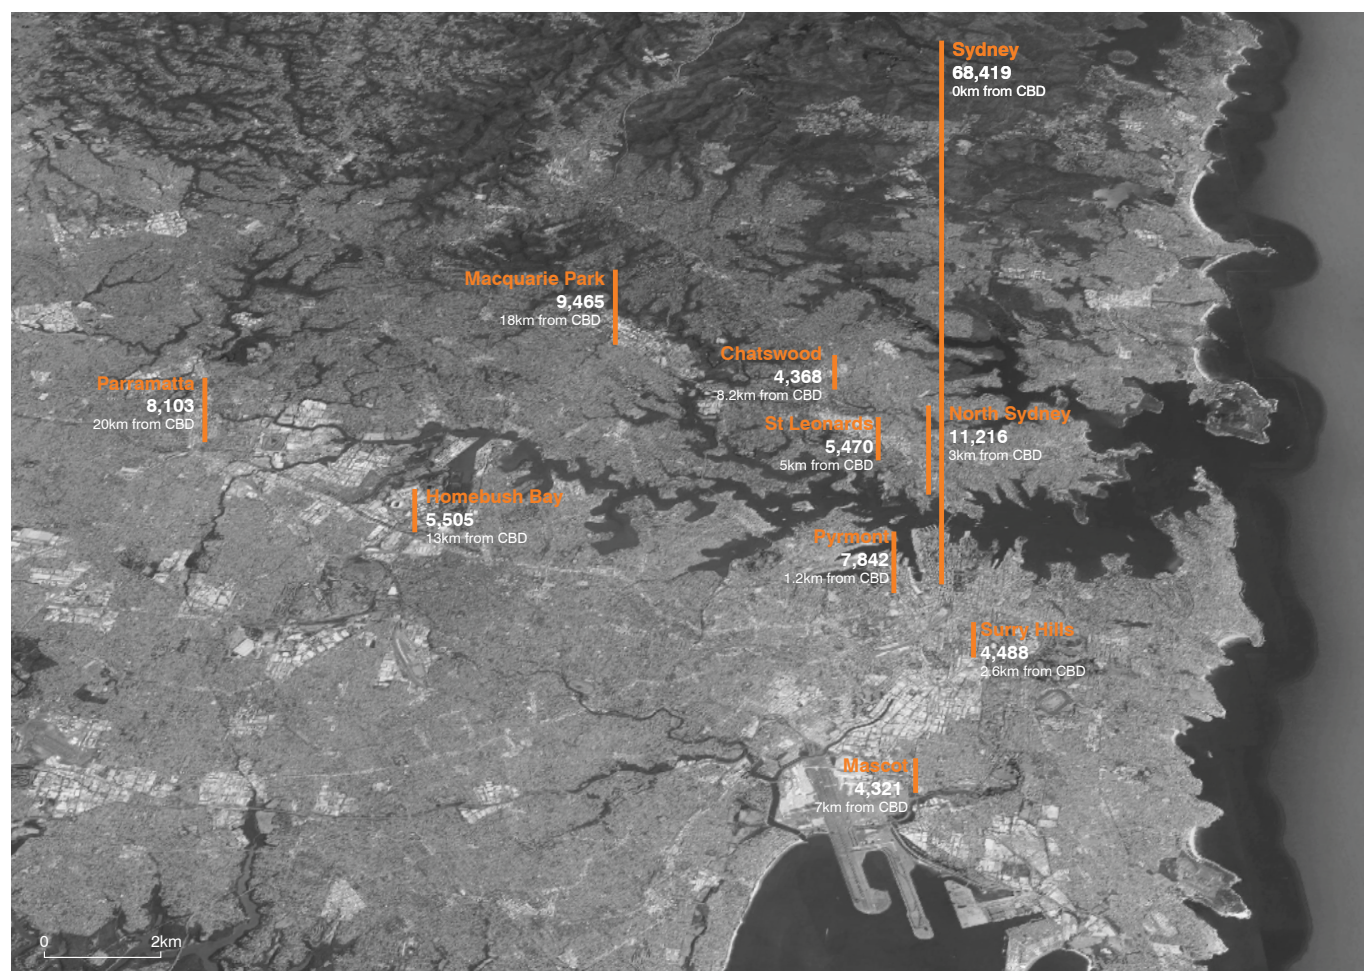 Sydney
68,419
0km from CBD
Macquarie Park
9,465
18km from CBD
Chatswood
4,368
8.2km from CBD
Parramatta
8,103
20km from CBD
St Leonards
5,470
5km from CBD
North Sydney
11,216
3km from CBD
Homebush Bay
5,505
13km from CBD
Pyrmont
7,842
1.2km from CBD
Surry Hills
4,488
2.6km from CBD
Mascot
4,321
7km from CBD
0 2km